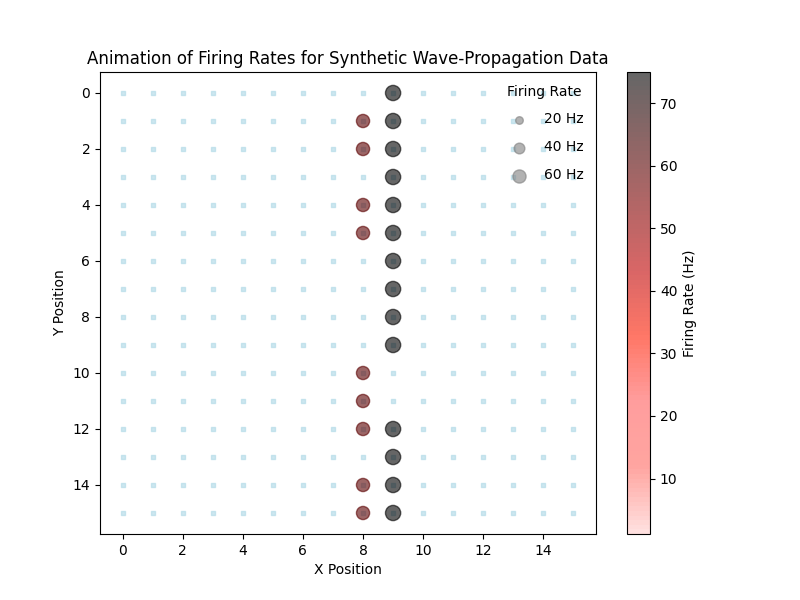 Animation of Firing Rates for Synthetic Wave-Propagation Data
Firing Rate
20 Hz
40 Hz
60 Hz
0
2
4
6
8
10
12
14
Y Position
0 2 4 6 8 10 12 14
X Position
70
60
50
40
30
20
10
Firing Rate (Hz)